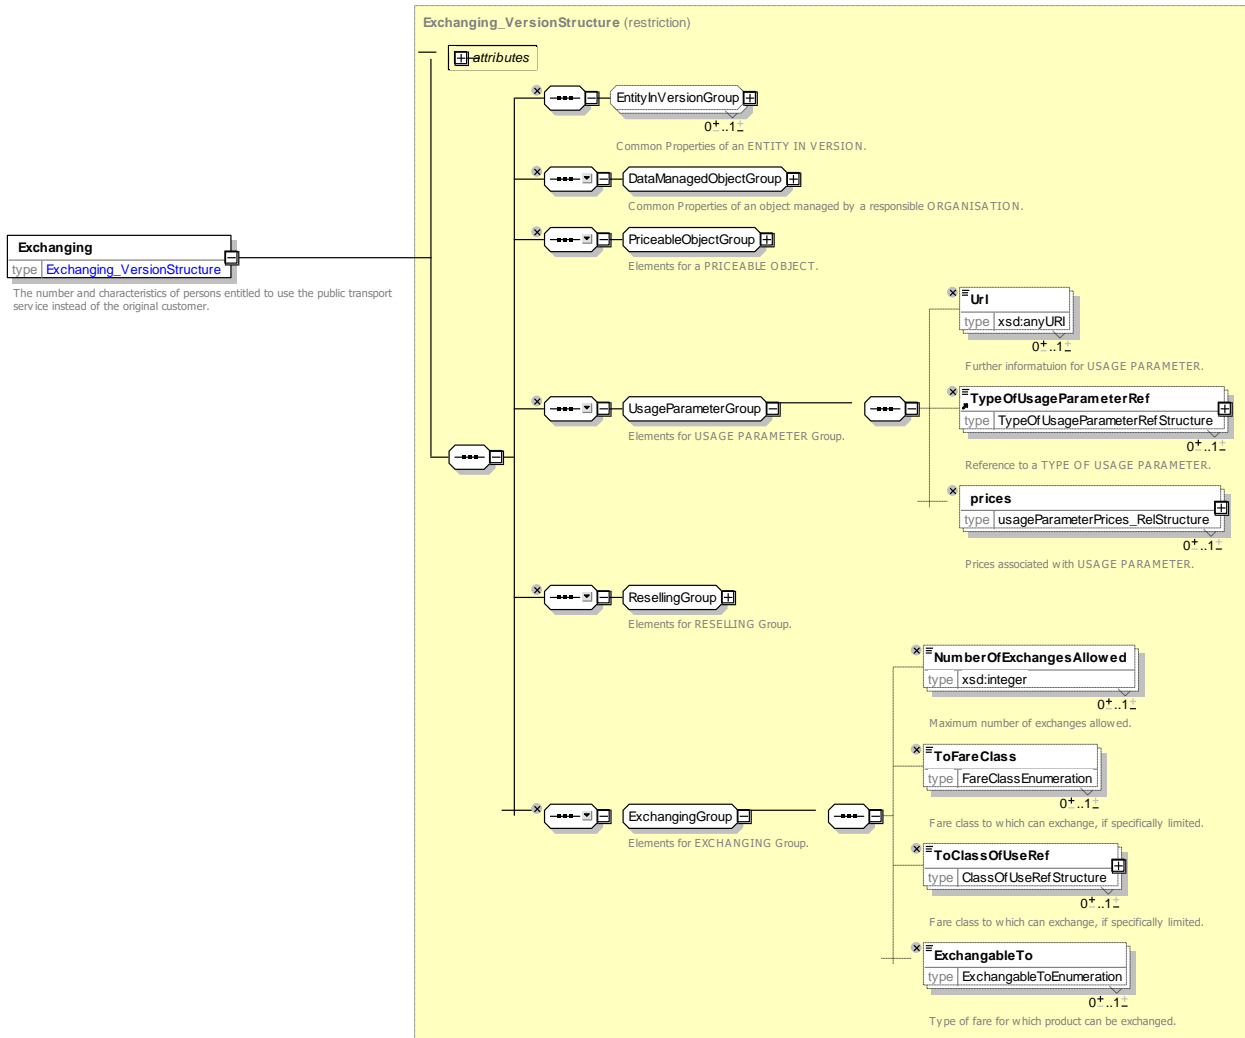 Exchanging_VersionStructure (restriction)
attributes
EntityInVersionGroup
0..1
Common Properties of an ENTITY IN VERSION.
DataManagedObjectGroup
Common Properties of an object managed by a responsible ORGANISATION.
PriceableObjectGroup
Elements for a PRICEABLE OBJECT.
Exchanging
type Exchanging_VersionStructure
The number and characteristics of persons entitled to use the public transport
service instead of the original customer.
Url
type xsd:anyURI
0..1
Further informatuion for USAGE PARAMETER.
UsageParameterGroup
Elements for USAGE PARAMETER Group.
TypeOfUsageParameterRef
type TypeOfUsageParameterRefStructure
0..1
Reference to a TYPE OF USAGE PARAMETER.
prices
type usageParameterPrices_RelStructure
0..1
Prices associated with USAGE PARAMETER.
ResellingGroup
Elements for RESELLING Group.
NumberOfExchangesAllowed
type xsd:integer
0..1
Maximum number of exchanges allowed.
ToFareClass
type FareClassEnumeration
0..1
Fare class to which can exchange, if specifically limited.
ExchangingGroup
Elements for EXCHANGING Group.
ToClassOfUseRef
type ClassOfUseRefStructure
0..1
Fare class to which can exchange, if specifically limited.
ExchangableTo
type ExchangableToEnumeration
0..1
Type of fare for which product can be exchanged.